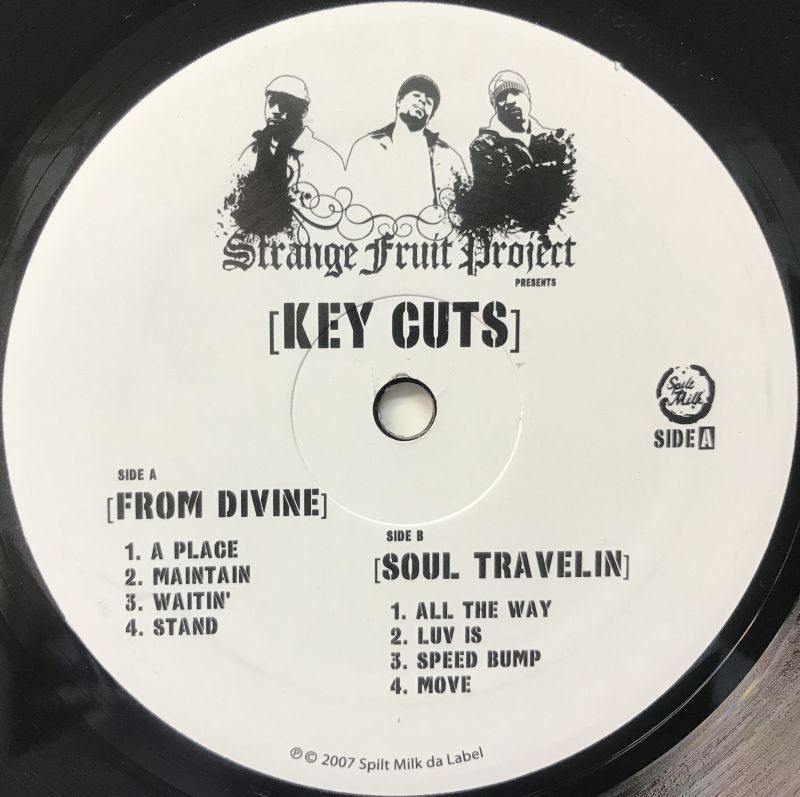 Strange Fruit Project
PRESENTS
[KEY CUTS]
Spilt
Milk
SIDE A
SIDE A
[FROM DIVINE]
1. A PLACE
2. MAINTAIN
3. WAITIN'
4. STAND
SIDE B
[SOUL TRAVELIN]
1. ALL THE WAY
2. LUV IS
3. SPEED BUMP
4. MOVE
℗© 2007 Spilt Milk da Label